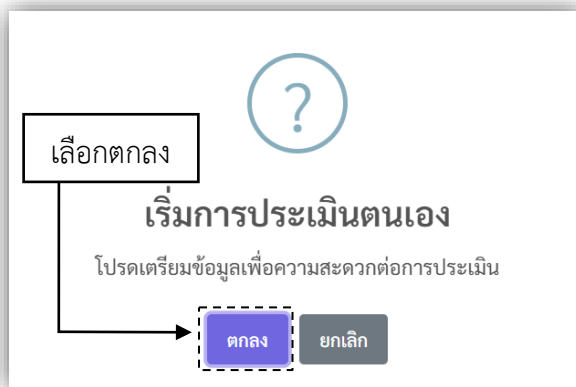 ?
เลือกตกลง
เริ่มการประเมินตนเอง
โปรดเตรียมข้อมูลเพื่อความสะดวกต่อการประเมิน
ตกลง ยกเลิก